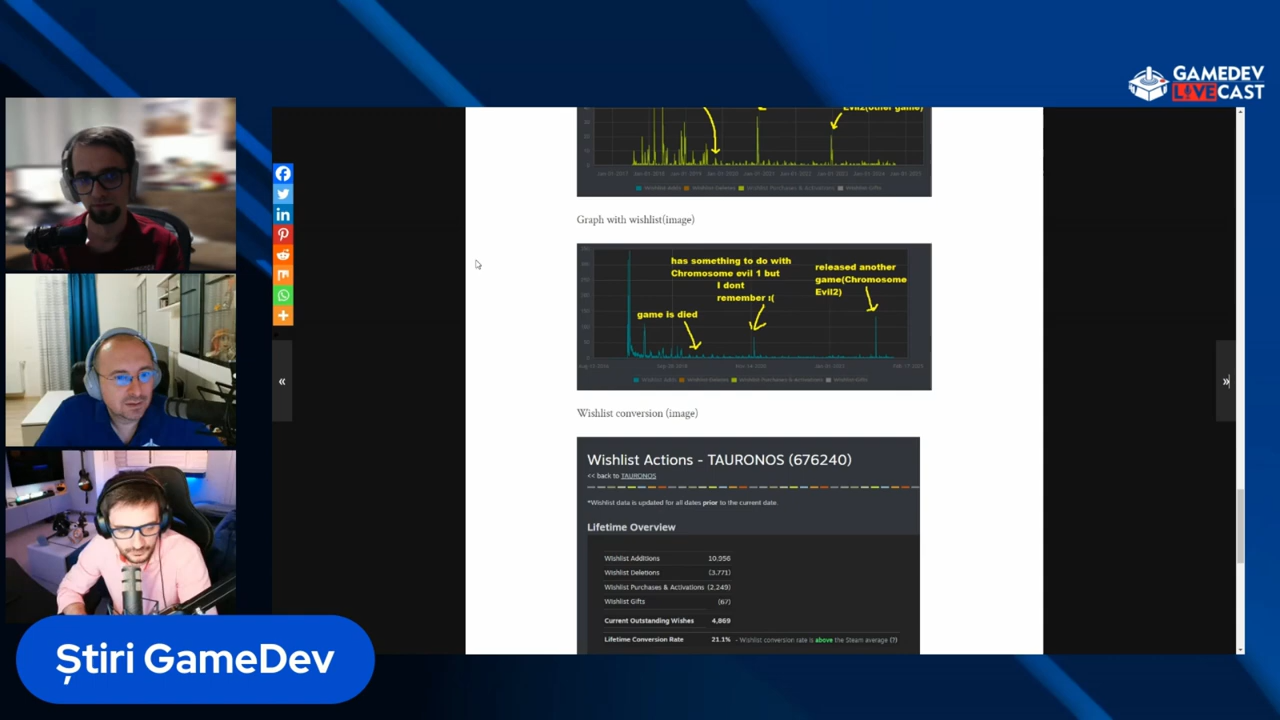 GAMEDEV
LIVECAST
Evil2(other game)
Graph with wishlist(image)
has something to do with
Chromosome evil 1 but
I dont
remember :(
released another
game(Chromosome
Evil2)
game is died
Wishlist conversion (image)
Wishlist Actions - TAURONOS (676240)
<< back to TAURONOS
*Wishlist data is updated for all dates prior to the current date.
Lifetime Overview
Wishlist Additions 10,956
Wishlist Deletions (3,771)
Wishlist Purchases & Activations (2,249)
Wishlist Gifts (67)
Current Outstanding Wishes 4,869
Lifetime Conversion Rate 21.1% - Wishlist conversion rate is above the Steam average (?)
Știri GameDev